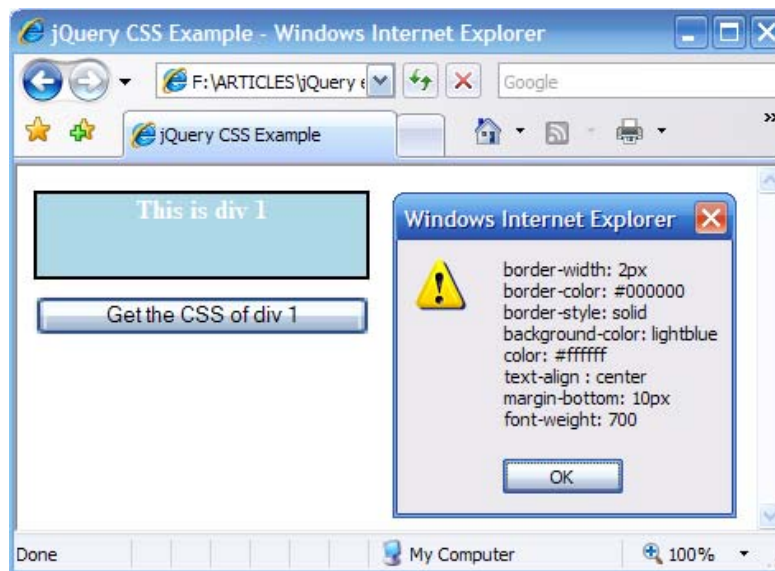 jQuery CSS Example - Windows Internet Explorer
F:\ARTICLES\jQuery e
Google
jQuery CSS Example
»
This is div 1
Get the CSS of div 1
Windows Internet Explorer
border-width: 2px
border-color: #000000
border-style: solid
background-color: lightblue
color: #ffffff
text-align : center
margin-bottom: 10px
font-weight: 700
OK
Done
My Computer
100%